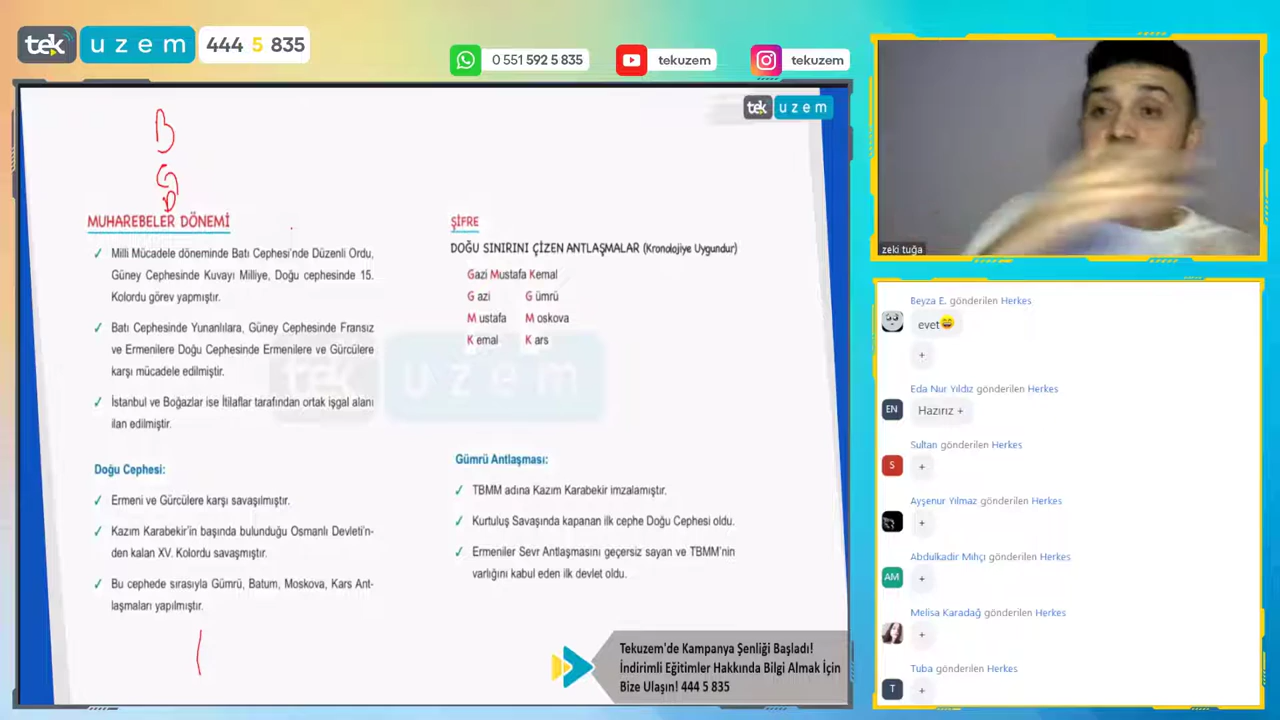 tek uzem 444 5 835
0 551 592 5 835
tekuzem
tekuzem
tek uzem
B
G
D
MUHAREBELER DÖNEMİ
✓ Milli Mücadele döneminde Batı Cephesi'nde Düzenli Ordu,
Güney Cephesinde Kuvayı Milliye, Doğu cephesinde 15.
Kolordu görev yapmıştır.
✓ Batı Cephesinde Yunanlılara, Güney Cephesinde Fransız
ve Ermenilere Doğu Cephesinde Ermenilere ve Gürcülere
karşı mücadele edilmiştir.
✓ İstanbul ve Boğazlar ise İtilaflar tarafından ortak işgal alanı
ilan edilmiştir.
Doğu Cephesi:
✓ Ermeni ve Gürcülere karşı savaşılmıştır.
✓ Kazım Karabekir'in başında bulunduğu Osmanlı Devleti'n-
den kalan XV. Kolordu savaşmıştır.
✓ Bu cephede sırasıyla Gümrü, Batum, Moskova, Kars Ant-
laşmaları yapılmıştır.
ŞİFRE
DOĞU SINIRINI ÇİZEN ANTLAŞMALAR (Kronolojiye Uygundur)
Gazi Mustafa Kemal
G azi G ümrü
M ustafa M oskova
K emal K ars
tek uzem
Gümrü Antlaşması:
✓ TBMM adına Kazım Karabekir imzalamıştır.
✓ Kurtuluş Savaşında kapanan ilk cephe Doğu Cephesi oldu.
✓ Ermeniler Sevr Antlaşmasını geçersiz sayan ve TBMM'nin
varlığını kabul eden ilk devlet oldu.
Tekuzem'de Kampanya Şenliği Başladı!
İndirimli Eğitimler Hakkında Bilgi Almak İçin
Bize Ulaşın! 444 5 835
zeki tuğa
Beyza E. gönderilen Herkes
evet😄
+
Eda Nur Yıldız gönderilen Herkes
EN Hazırız +
Sultan gönderilen Herkes
S +
Ayşenur Yılmaz gönderilen Herkes
+
Abdulkadir Mıhçı gönderilen Herkes
AM +
Melisa Karadağ gönderilen Herkes
+
Tuba gönderilen Herkes
T +